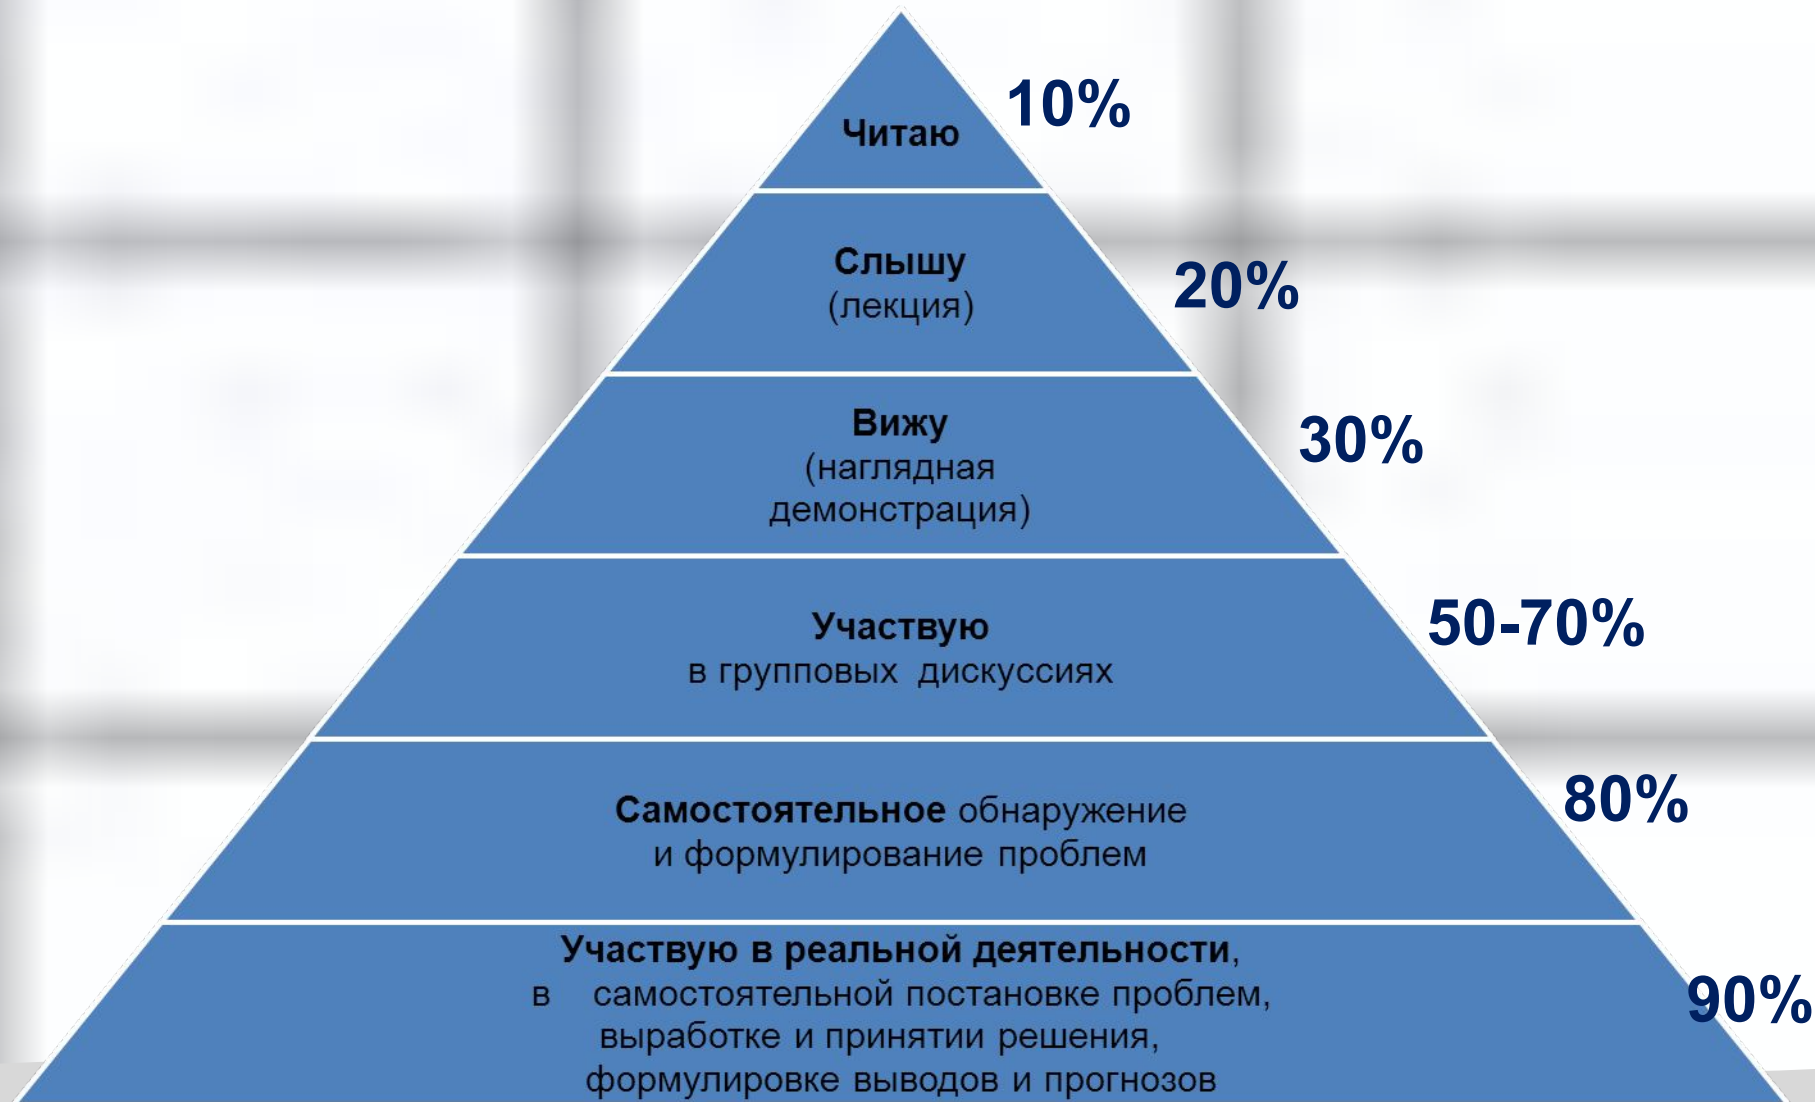 Читаю
10%
Слышу
(лекция)
20%
Вижу
(наглядная
демонстрация)
30%
Участвую
в групповых дискуссиях
50-70%
Самостоятельное обнаружение
и формулирование проблем
80%
Участвую в реальной деятельности,
в самостоятельной постановке проблем,
выработке и принятии решения,
формулировке выводов и прогнозов
90%